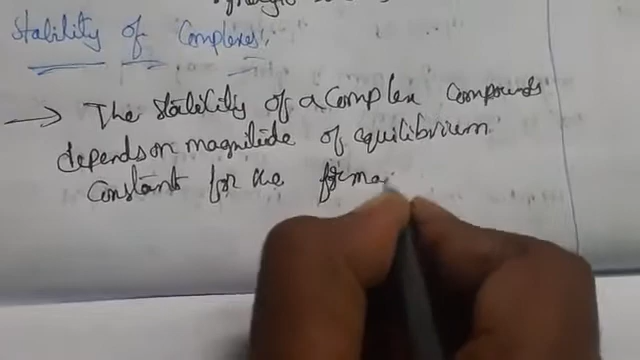 Stability of Complexes:
→ The stability of a Complex Compounds
depends on magnitude of equilibrium
Constant for the forma